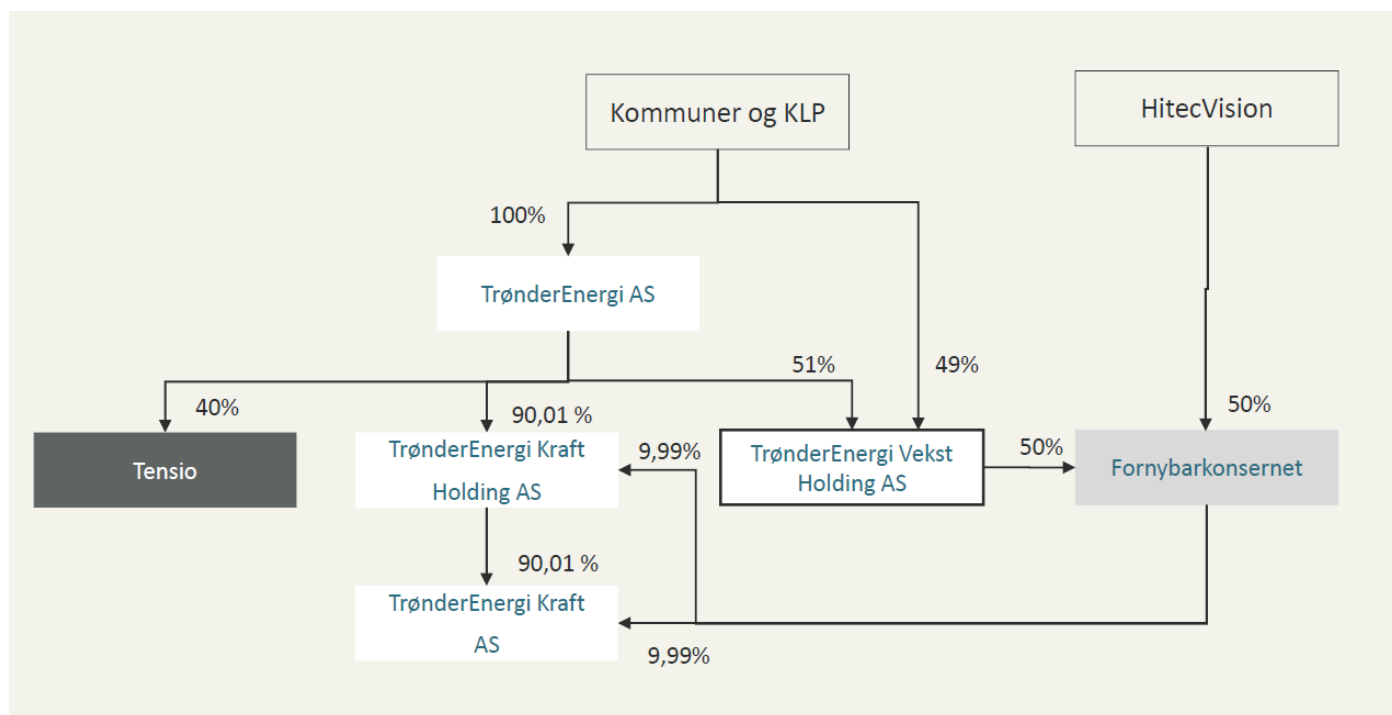 Kommuner og KLP
HitecVision
100%
TrønderEnergi AS
51%
49%
40%
90,01 %
50%
Tensio
TrønderEnergi Kraft
Holding AS
9,99%
TrønderEnergi Vekst
Holding AS
50%
Fornybarkonsernet
90,01 %
TrønderEnergi Kraft
AS
9,99%